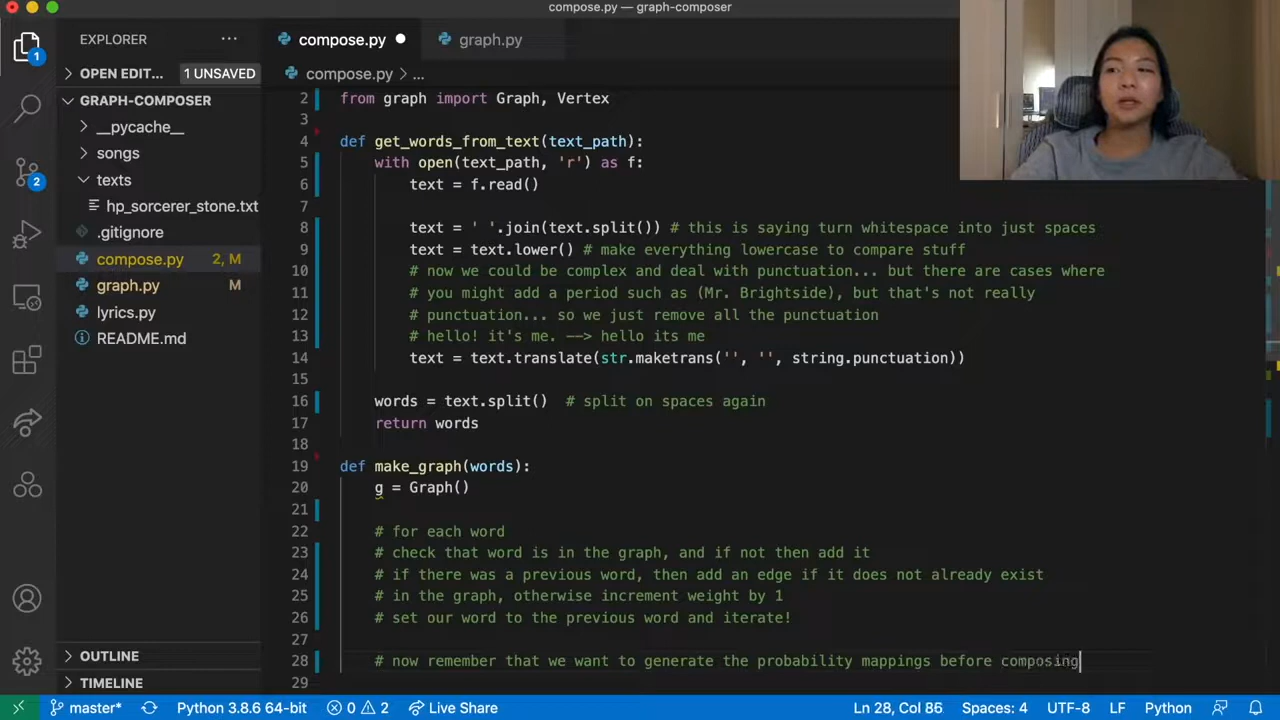 compose.py — graph-composer
EXPLORER
compose.py
graph.py
OPEN EDIT...
1 UNSAVED
compose.py > ...
GRAPH-COMPOSER
__pycache__
songs
texts
hp_sorcerer_stone.txt
.gitignore
compose.py 2, M
graph.py M
lyrics.py
README.md
OUTLINE
TIMELINE
1
2
2 from graph import Graph, Vertex
3
4 def get_words_from_text(text_path):
5 with open(text_path, 'r') as f:
6 text = f.read()
7
8 text = ' '.join(text.split()) # this is saying turn whitespace into just spaces
9 text = text.lower() # make everything lowercase to compare stuff
10 # now we could be complex and deal with punctuation... but there are cases where
11 # you might add a period such as (Mr. Brightside), but that's not really
12 # punctuation... so we just remove all the punctuation
13 # hello! it's me. --> hello its me
14 text = text.translate(str.maketrans('', '', string.punctuation))
15
16 words = text.split() # split on spaces again
17 return words
18
19 def make_graph(words):
20 g = Graph()
21
22 # for each word
23 # check that word is in the graph, and if not then add it
24 # if there was a previous word, then add an edge if it does not already exist
25 # in the graph, otherwise increment weight by 1
26 # set our word to the previous word and iterate!
27
28 # now remember that we want to generate the probability mappings before composing
29
master* Python 3.8.6 64-bit 0 2 Live Share Ln 28, Col 86 Spaces: 4 UTF-8 LF Python